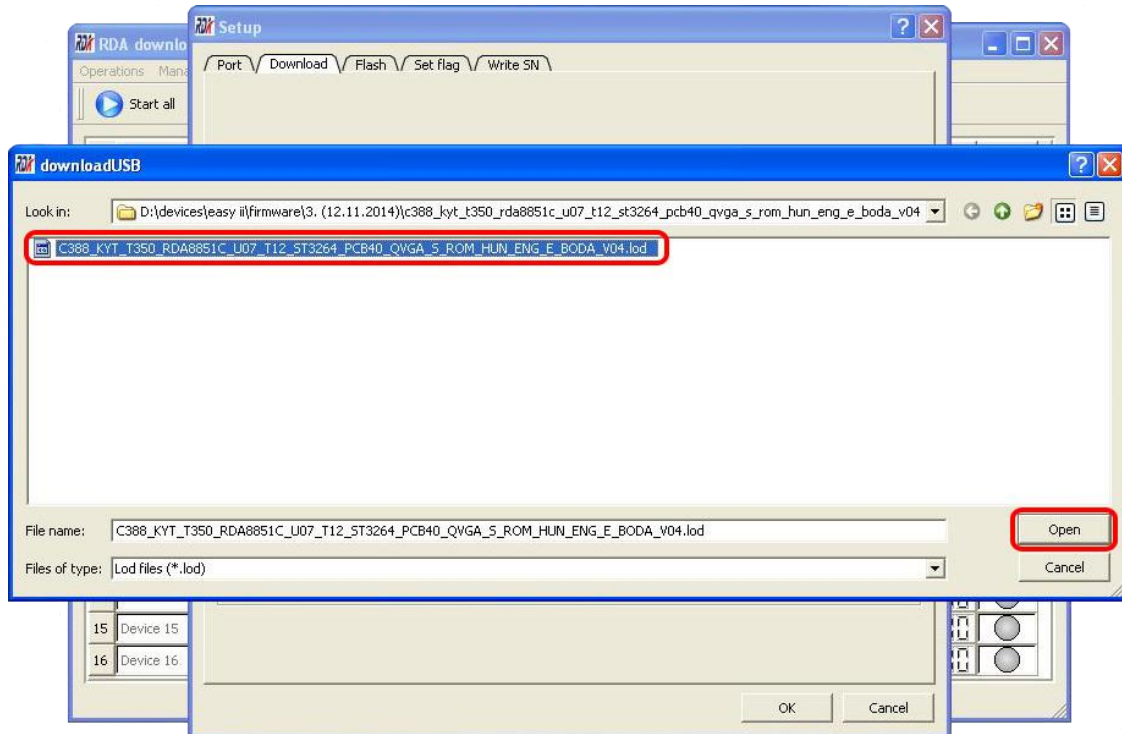 Setup
RDA downlo
Port Download Flash Set flag Write SN
Operations Mana
Start all
downloadUSB
Look in: D:\devices\easy ii\firmware\3. (12.11.2014)\c388_kyt_t350_rda8851c_u07_t12_st3264_pcb40_qvga_s_rom_hun_eng_e_boda_v04
C388_KYT_T350_RDA8851C_U07_T12_ST3264_PCB40_QVGA_S_ROM_HUN_ENG_E_BODA_V04.lod
File name: C388_KYT_T350_RDA8851C_U07_T12_ST3264_PCB40_QVGA_S_ROM_HUN_ENG_E_BODA_V04.lod Open
Files of type: Lod files (*.lod) Cancel
15 Device 15
16 Device 16
OK Cancel